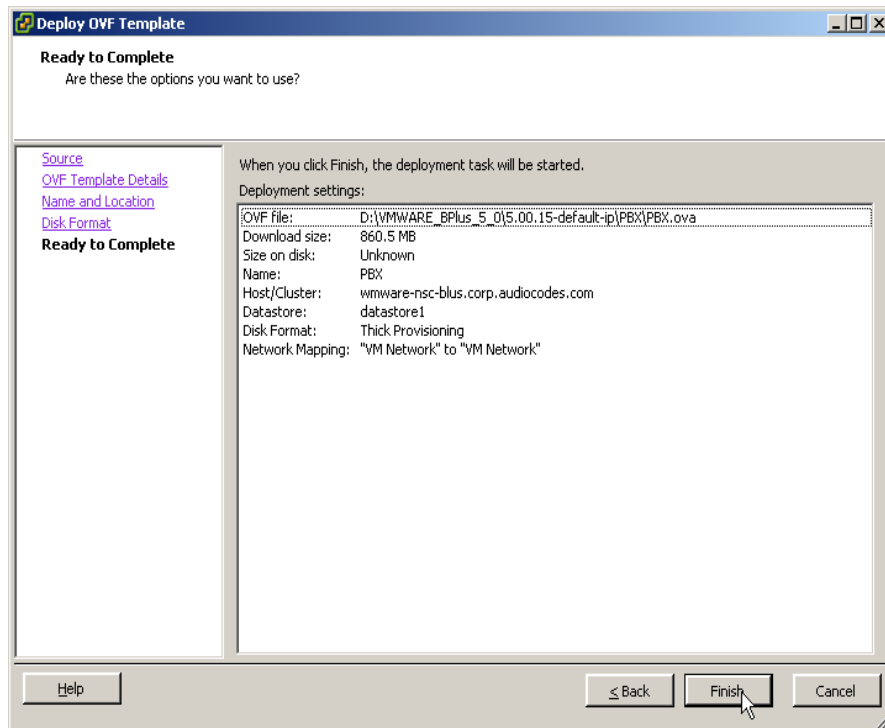 Deploy OVF Template
Ready to Complete
Are these the options you want to use?
Source
OVF Template Details
Name and Location
Disk Format
Ready to Complete
When you click Finish, the deployment task will be started.
Deployment settings:
OVF file: D:\VMWARE_BPlus_5_0\5.00.15-default-ip\PBX\PBX.ova
Download size: 860.5 MB
Size on disk: Unknown
Name: PBX
Host/Cluster: wmware-nsc-blus.corp.audiocodes.com
Datastore: datastore1
Disk Format: Thick Provisioning
Network Mapping: "VM Network" to "VM Network"
Help
< Back
Finish
Cancel